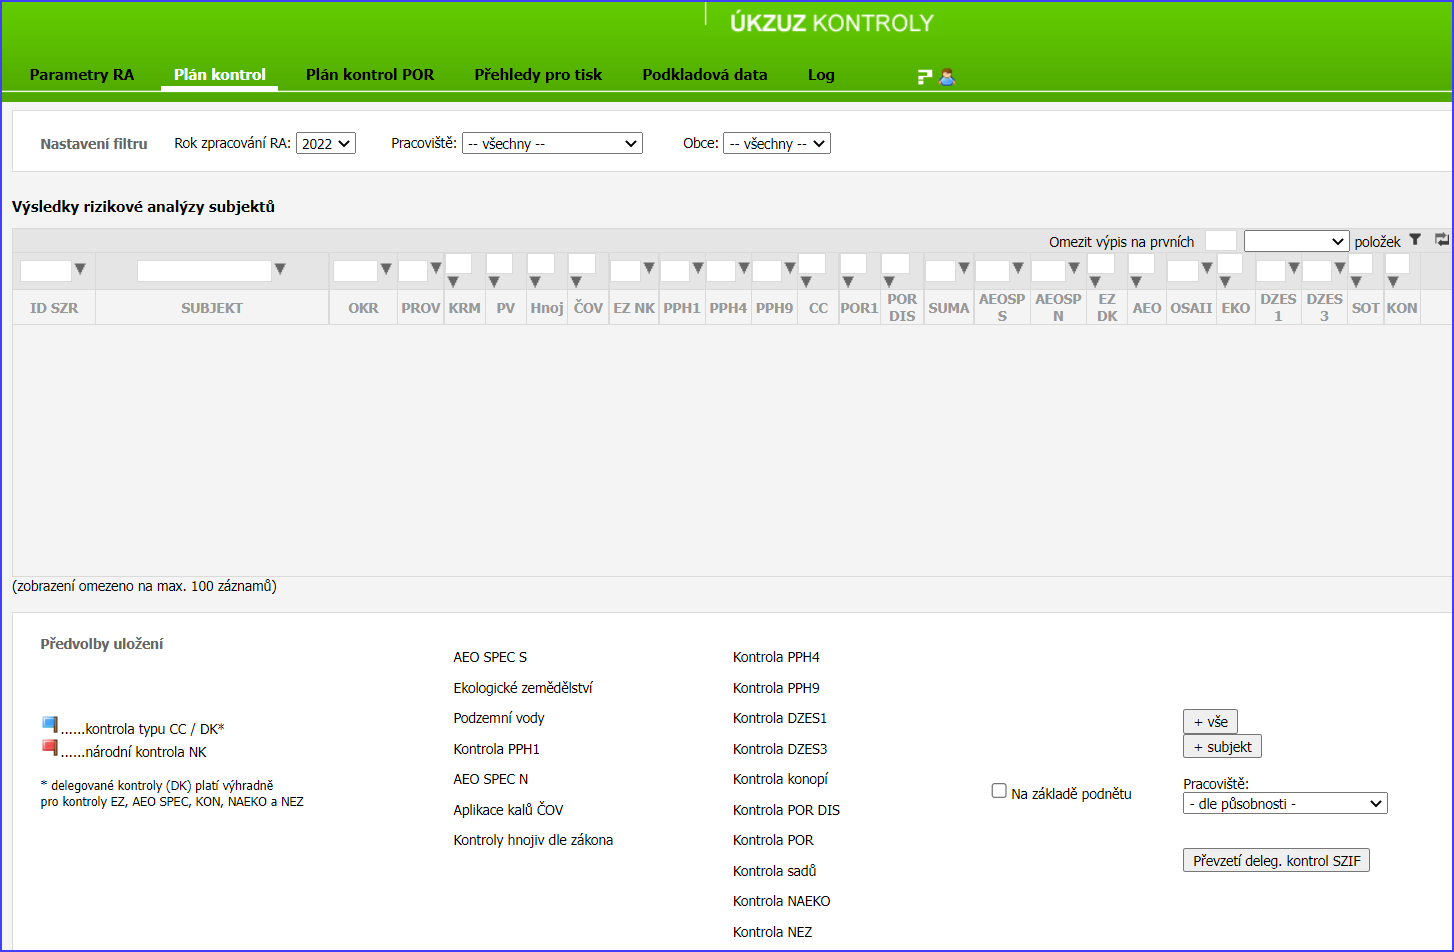 ÚKZUZ KONTROLY
Parametry RA Plán kontrol Plán kontrol POR Přehledy pro tisk Podkladová data Log
Nastavení filtru Rok zpracování RA: 2022 Pracoviště: -- všechny -- Obce: -- všechny --
Výsledky rizikové analýzy subjektů
Omezit výpis na prvních položek
ID SZR SUBJEKT OKR PROV KRM PV Hnoj ČOV EZ NK PPH1 PPH4 PPH9 CC POR1 POR DIS SUMA AEOSP S AEOSP N EZ DK AEO OSAII EKO DZES 1 DZES 3 SOT KON
(zobrazení omezeno na max. 100 záznamů)
Předvolby uložení
......kontrola typu CC / DK*
......národní kontrola NK
* delegované kontroly (DK) platí výhradně
pro kontroly EZ, AEO SPEC, KON, NAEKO a NEZ
AEO SPEC S
Ekologické zemědělství
Podzemní vody
Kontrola PPH1
AEO SPEC N
Aplikace kalů ČOV
Kontroly hnojiv dle zákona
Kontrola PPH4
Kontrola PPH9
Kontrola DZES1
Kontrola DZES3
Kontrola konopí
Kontrola POR DIS
Kontrola POR
Kontrola sadů
Kontrola NAEKO
Kontrola NEZ
Na základě podnětu
+ vše
+ subjekt
Pracoviště:
- dle působnosti -
Převzetí deleg. kontrol SZIF